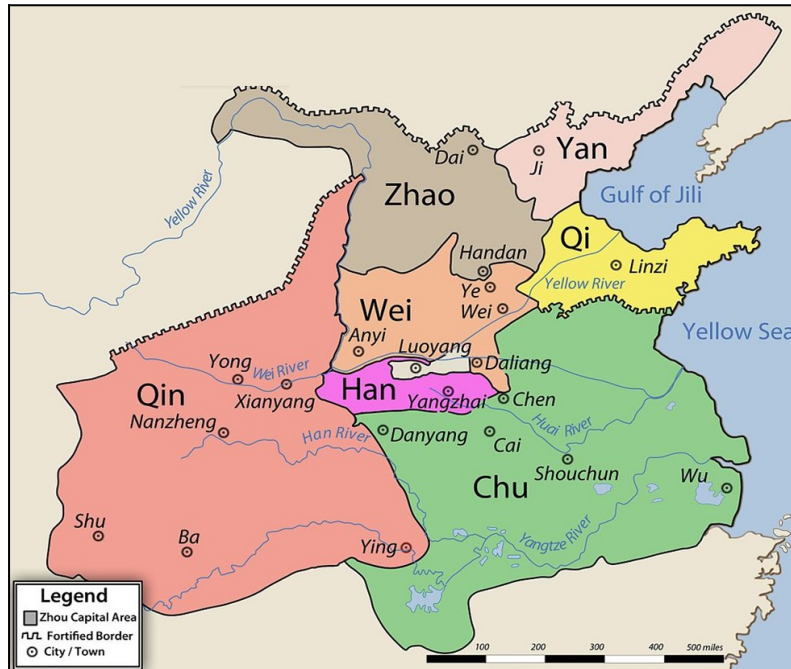 Dai
Ji
Yan
Yellow River
Zhao
Gulf of Jili
Qi
Handan
Linzi
Ye
Yellow River
Wei
Wei
Yellow Sea
Anyi
Luoyang
Daliang
Yong
Wei River
Xianyang
Han
Yangzhai
Chen
Qin
Nanzheng
Han River
Danyang
Cai
Huai River
Shouchun
Chu
Wu
Shu
Ba
Ying
Yangtze River
Legend
Zhou Capital Area
Fortified Border
City / Town
100 200 300 400 500 miles